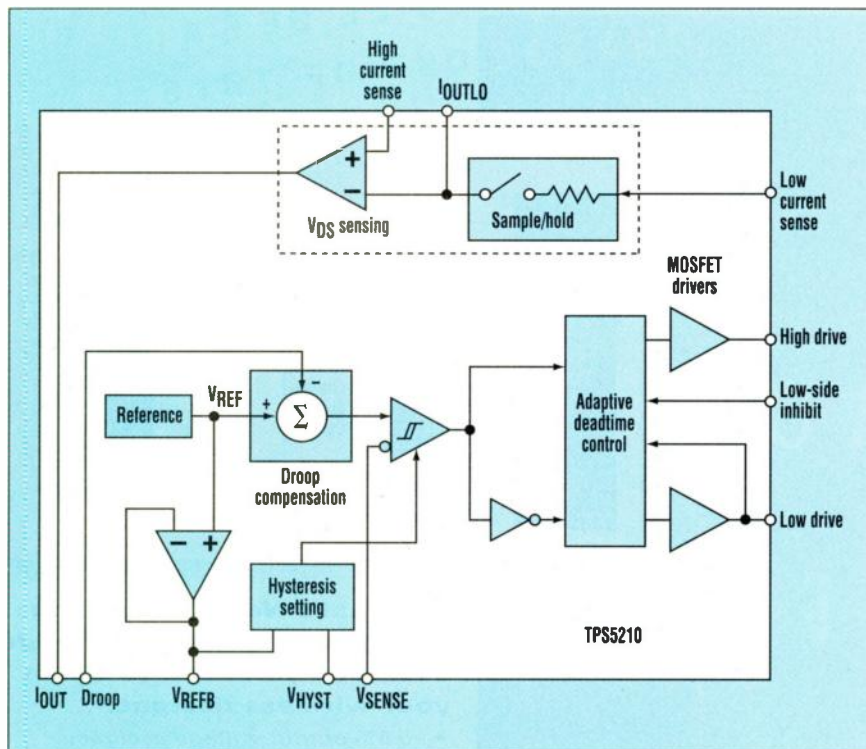 High
current
sense
IOUTLO
+
−
VDS sensing
Sample/hold
Low
current
sense
MOSFET
drivers
High drive
Low-side
inhibit
Low drive
Adaptive
deadtime
control
Reference
VREF
+
−
Σ
Droop
compensation
− +
Hysteresis
setting
TPS5210
IOUT
Droop
VREFB
VHYST
VSENSE